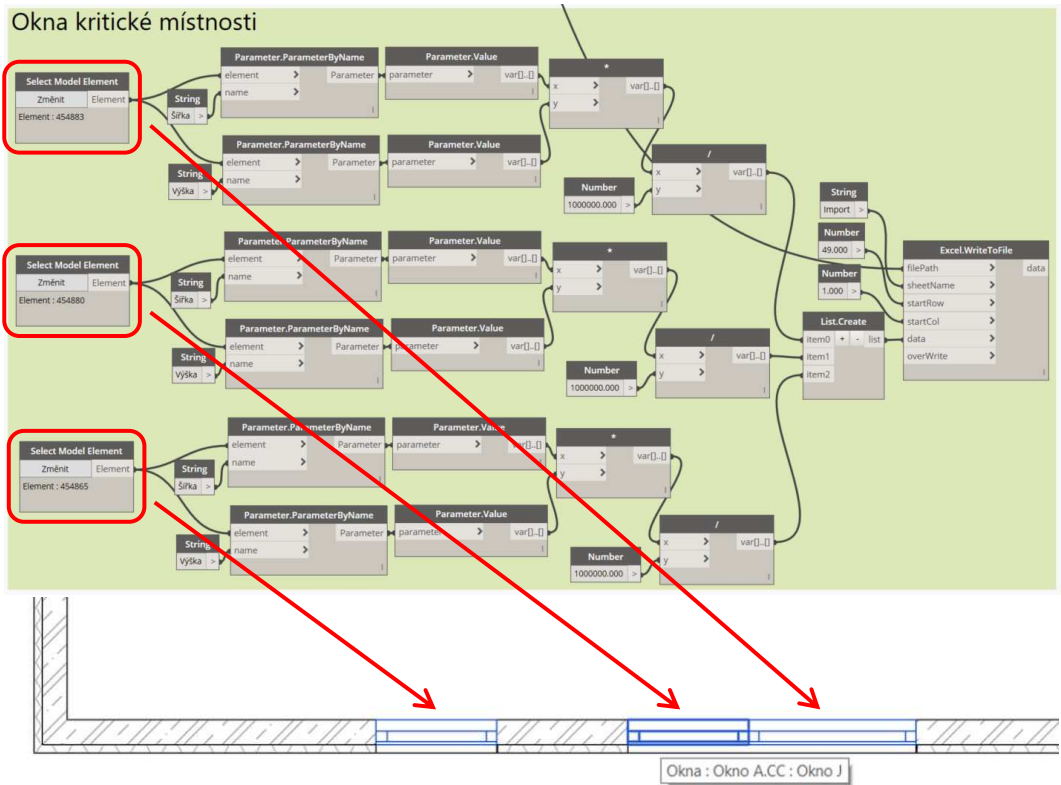 Okna kritické místnosti
Select Model Element
Změnit Element
Element : 454883
String
Šířka >
String
Výška >
Parameter.ParameterByName
element > Parameter
name >
Parameter.ParameterByName
element > Parameter
name >
Parameter.Value
parameter > var[]..[]
Parameter.Value
parameter > var[]..[]
*
x > var[]..[]
y >
Number
1000000.000 >
/
x > var[]..[]
y >
Select Model Element
Změnit Element
Element : 454880
String
Šířka >
String
Výška >
Parameter.ParameterByName
element > Parameter
name >
Parameter.ParameterByName
element > Parameter
name >
Parameter.Value
parameter > var[]..[]
Parameter.Value
parameter > var[]..[]
*
x > var[]..[]
y >
Number
1000000.000 >
/
x > var[]..[]
y >
Select Model Element
Změnit Element
Element : 454865
String
Šířka >
String
Výška >
Parameter.ParameterByName
element > Parameter
name >
Parameter.ParameterByName
element > Parameter
name >
Parameter.Value
parameter > var[]..[]
Parameter.Value
parameter > var[]..[]
*
x > var[]..[]
y >
Number
1000000.000 >
/
x > var[]..[]
y >
String
Import >
Number
49.000 >
Number
1.000 >
List.Create
item0 + - list
item1
item2
Excel.WriteToFile
filePath > data
sheetName >
startRow >
startCol >
data >
overWrite >
Okna : Okno A.CC : Okno J